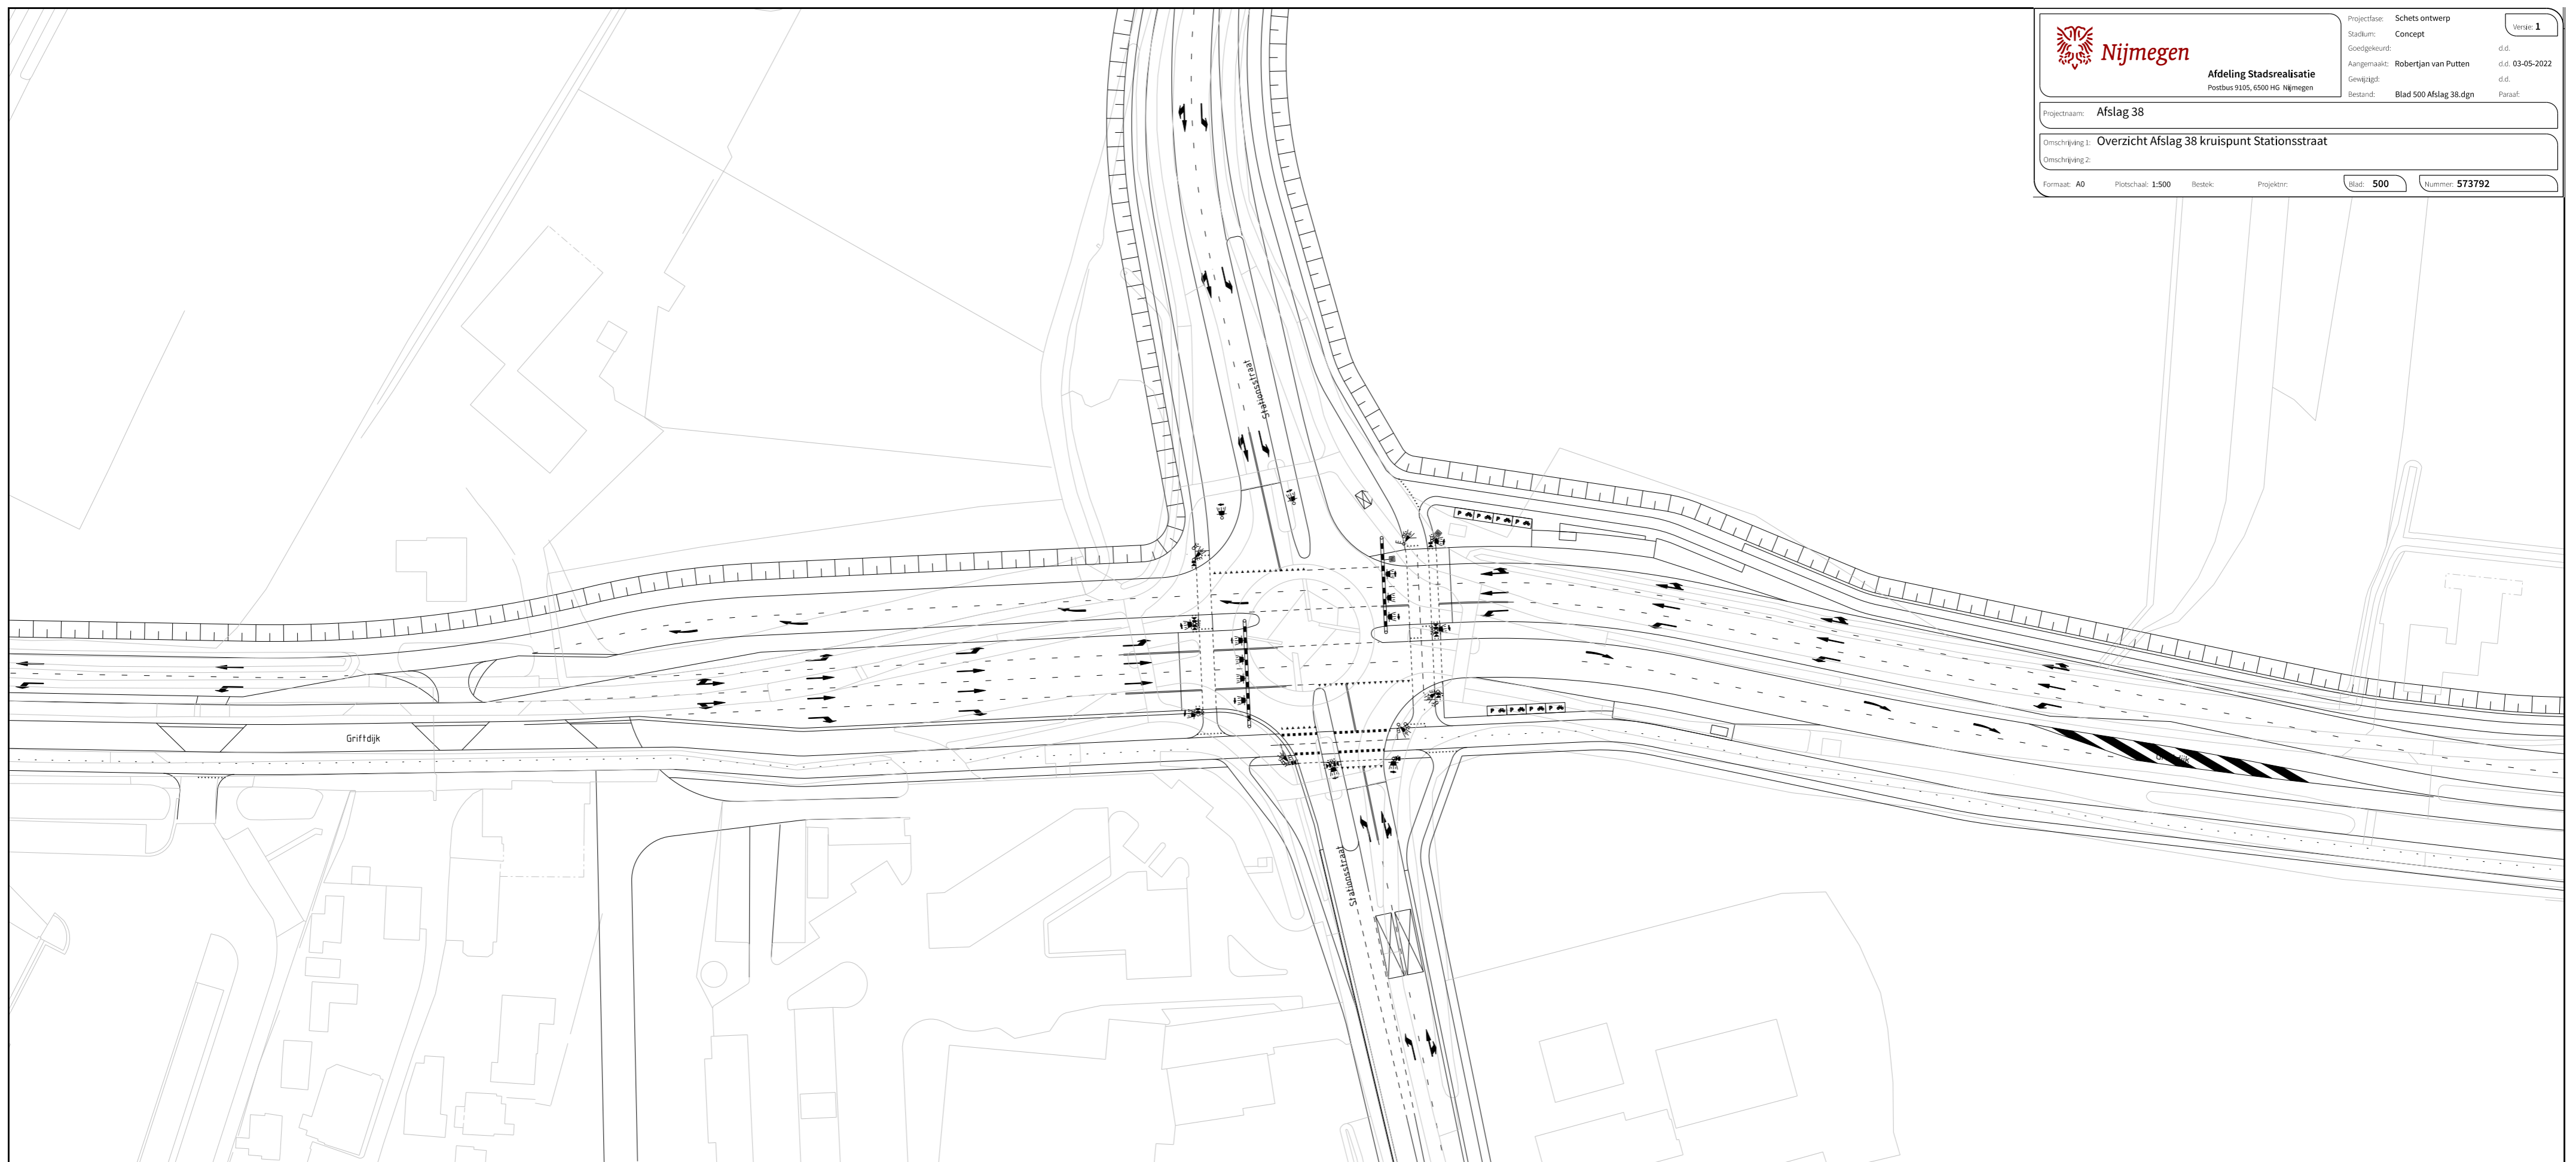 Nijmegen
Afdeling Stadsrealisatie
Postbus 9105, 6500 HG Nijmegen
Projectfase: Schets ontwerp
Versie: 1
Stadium: Concept
Goedgekeurd: d.d.
Aangemaakt: Robertjan van Putten d.d. 03-05-2022
Gewijzigd: d.d.
Bestand: Blad 500 Afslag 38.dgn Paraaf:
Projectnaam: Afslag 38
Omschrijving 1: Overzicht Afslag 38 kruispunt Stationsstraat
Omschrijving 2:
Formaat: A0 Plotschaal: 1:500 Bestek: Projektnr: Blad: 500 Nummer: 573792
Stationsstraat
P P P P
P P P P
Griftdijk
Stationsstraat